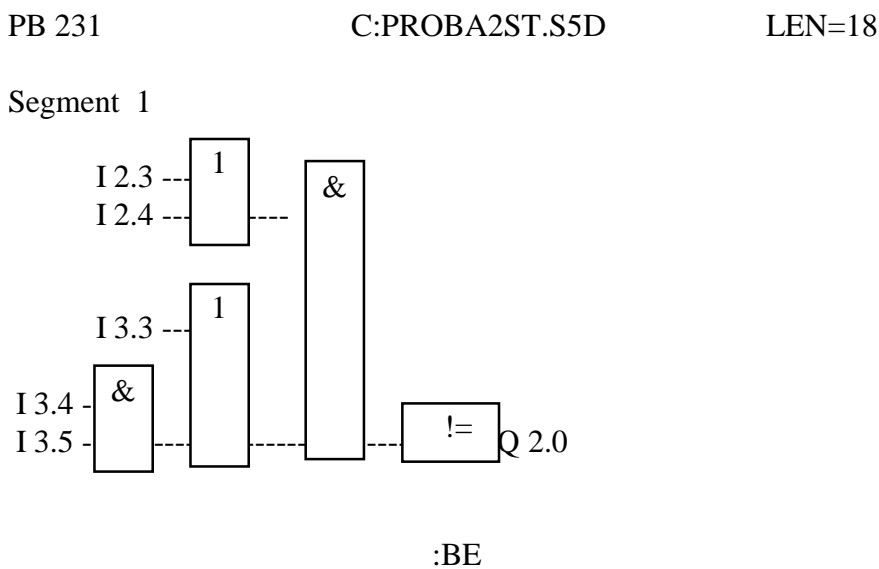 PB 231 C:PROBA2ST.S5D LEN=18
Segment 1
1
I 2.3 ---
&
I 2.4 --- ----
1
I 3.3 ---
&
I 3.4 -
!=
I 3.5 - ---- ---- ---- Q 2.0
:BE